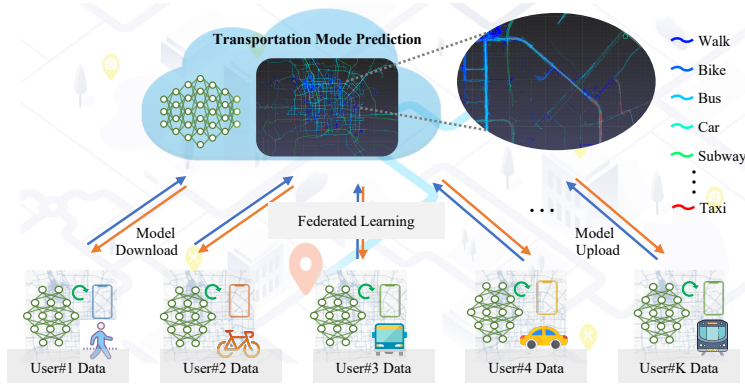 Transportation Mode Prediction
Walk
Bike
Bus
Car
Subway
Taxi
Federated Learning
Model
Download
Model
Upload
User#1 Data
User#2 Data
User#3 Data
User#4 Data
User#K Data